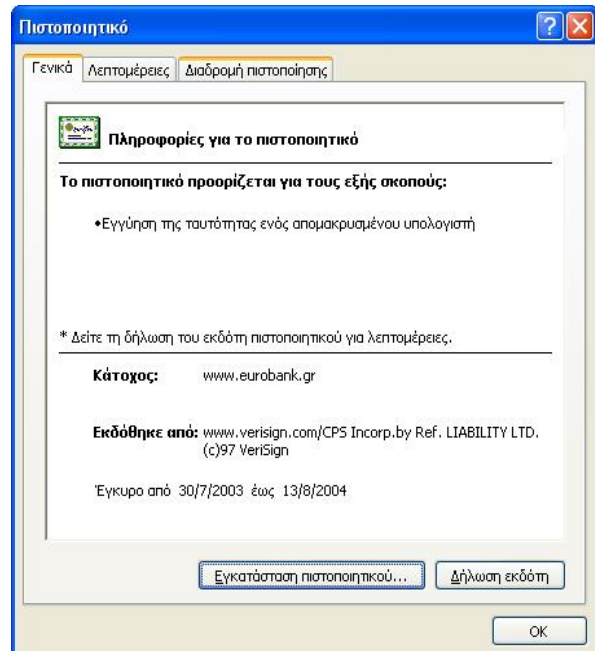 Πιστοποιητικό
Γενικά Λεπτομέρειες Διαδρομή πιστοποίησης
Πληροφορίες για το πιστοποιητικό
Το πιστοποιητικό προορίζεται για τους εξής σκοπούς:
•Εγγύηση της ταυτότητας ενός απομακρυσμένου υπολογιστή
* Δείτε τη δήλωση του εκδότη πιστοποιητικού για λεπτομέρειες.
Κάτοχος: www.eurobank.gr
Εκδόθηκε από: www.verisign.com/CPS Incorp.by Ref. LIABILITY LTD.
(c)97 VeriSign
Έγκυρο από 30/7/2003 έως 13/8/2004
Εγκατάσταση πιστοποιητικού... Δήλωση εκδότη
OK